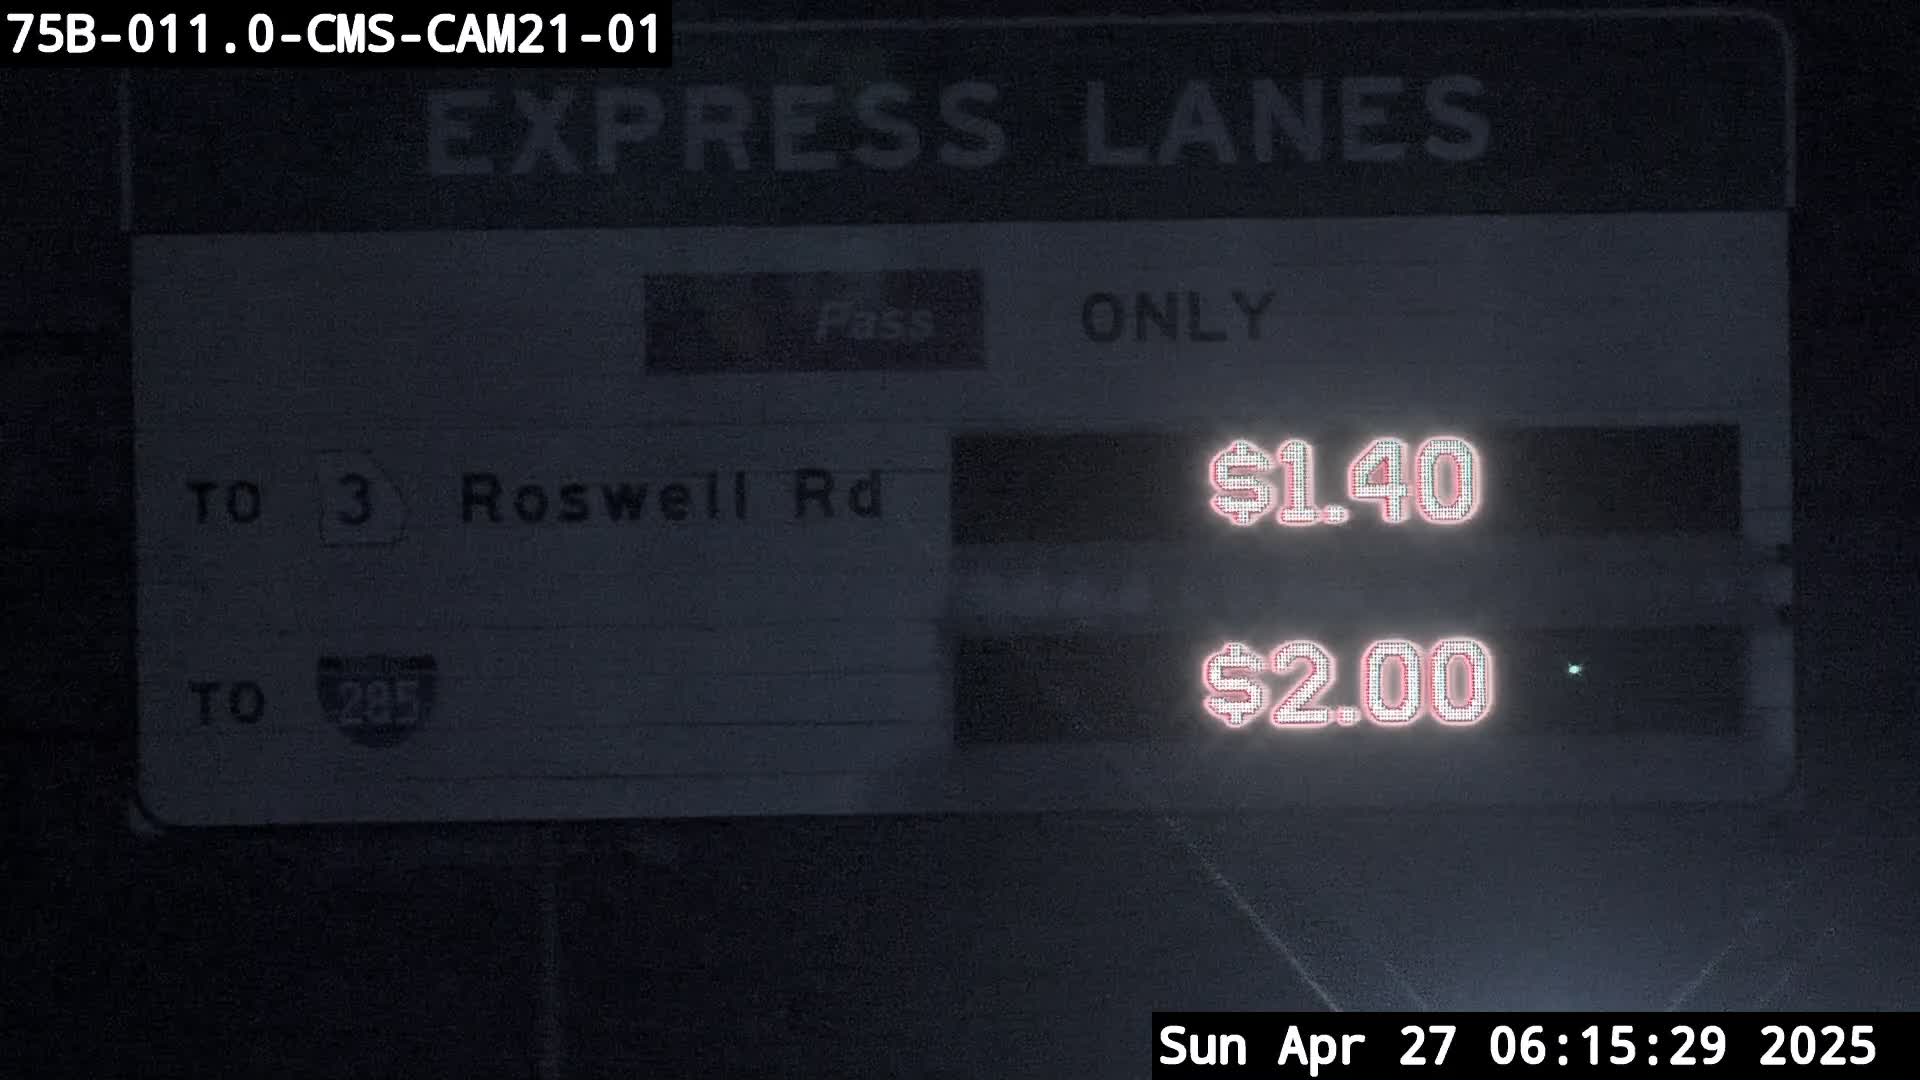 75B-011.0-CMS-CAM21-01
EXPRESS LANES
Pass ONLY
TO 3 Roswell Rd $1.40
TO 285 $2.00
Sun Apr 27 06:15:29 2025